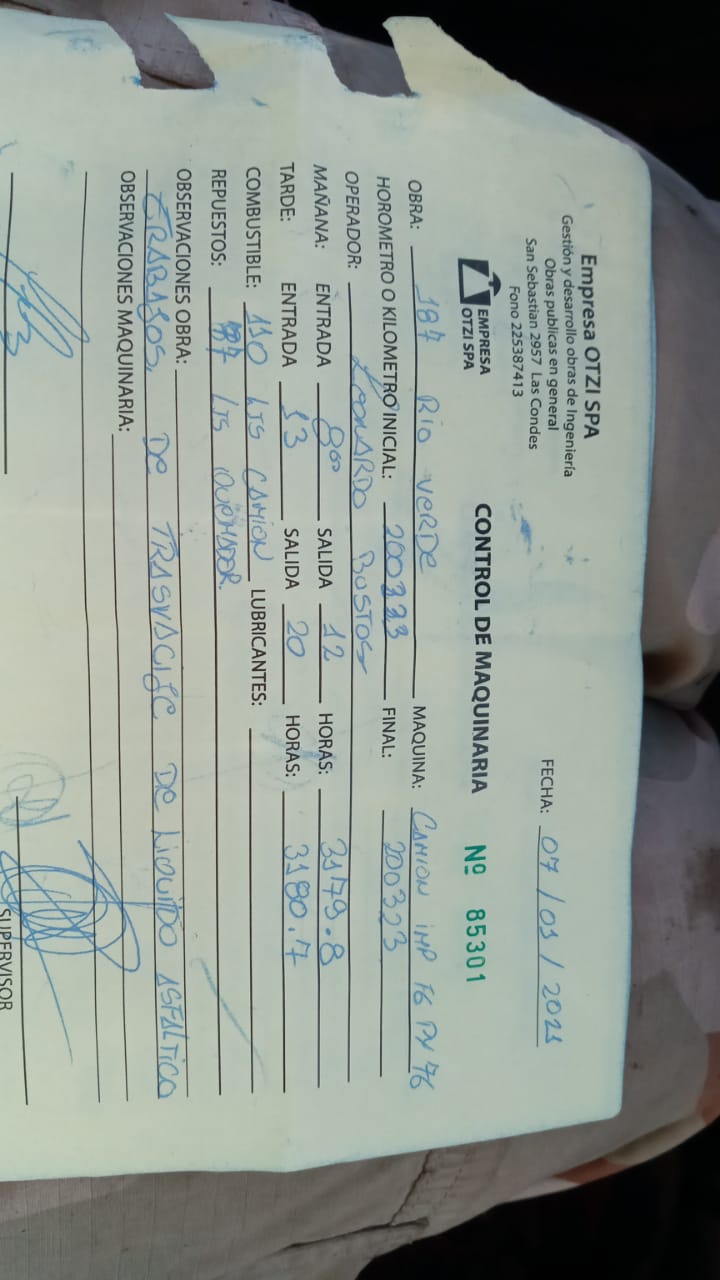 Empresa OTZI SPA
Gestión y desarrollo obras de Ingeniería
Obras publicas en general
San Sebastian 2957 Las Condes
Fono 225387413
FECHA: 07 / 01 / 2021
EMPRESA
OTZI SPA
CONTROL DE MAQUINARIA Nº 85301
OBRA: 187 RIO VERDE MAQUINA: CAMION IMP FG PY 76
HOROMETRO O KILOMETRO INICIAL: 200323 FINAL: 200323
OPERADOR: LEONARDO BUSTOS
MAÑANA: ENTRADA 8:00 SALIDA 12 HORAS: 3179.8
TARDE: ENTRADA 13 SALIDA 20 HORAS: 3180.7
COMBUSTIBLE: 110 LTS CAMION LUBRICANTES:
REPUESTOS: LTS QUEMADOR.
OBSERVACIONES OBRA:
TRABAJOS DE TRASVACIJE DE LIQUIDO ASFALTICO
OBSERVACIONES MAQUINARIA:
SUPERVISOR